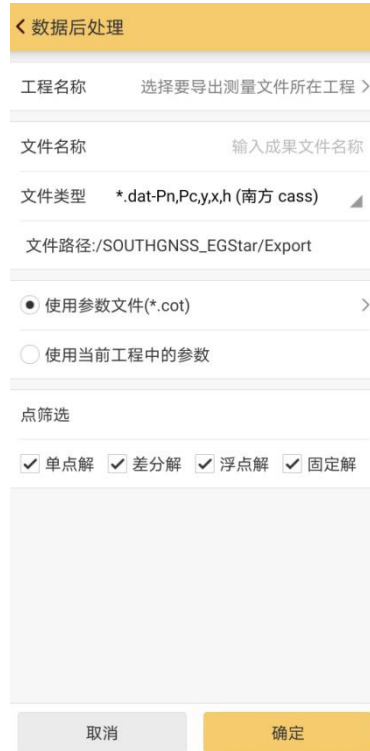 数据后处理
工程名称 选择要导出测量文件所在工程
文件名称 输入成果文件名称
文件类型 *.dat-Pn,Pc,y,x,h (南方 cass)
文件路径:/SOUTHGNSS_EGStar/Export
使用参数文件(*.cot)
使用当前工程中的参数
点筛选
单点解 差分解 浮点解 固定解
取消 确定